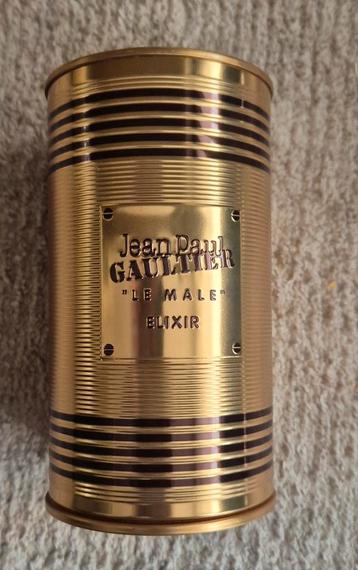 Jean Paul
GAULTIER
"LE MALE"
ELIXIR